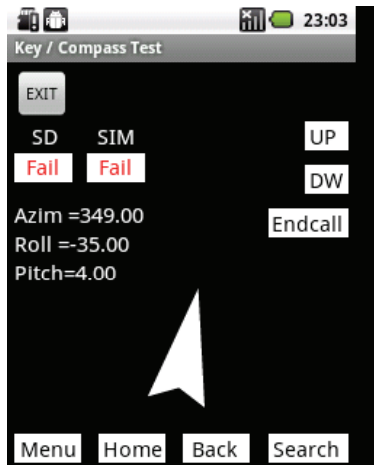 23:03
Key / Compass Test
EXIT
SD SIM UP
Fail Fail DW
Azim =349.00 Endcall
Roll =-35.00
Pitch=4.00
Menu Home Back Search